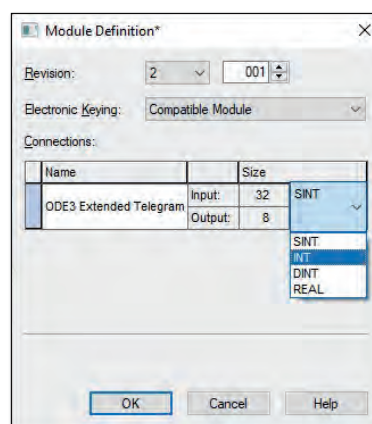 Module Definition*
Revision: 2 001
Electronic Keying: Compatible Module
Connections:
Name Size
ODE3 Extended Telegram Input: 32 SINT
Output: 8
SINT
INT
DINT
REAL
OK Cancel Help